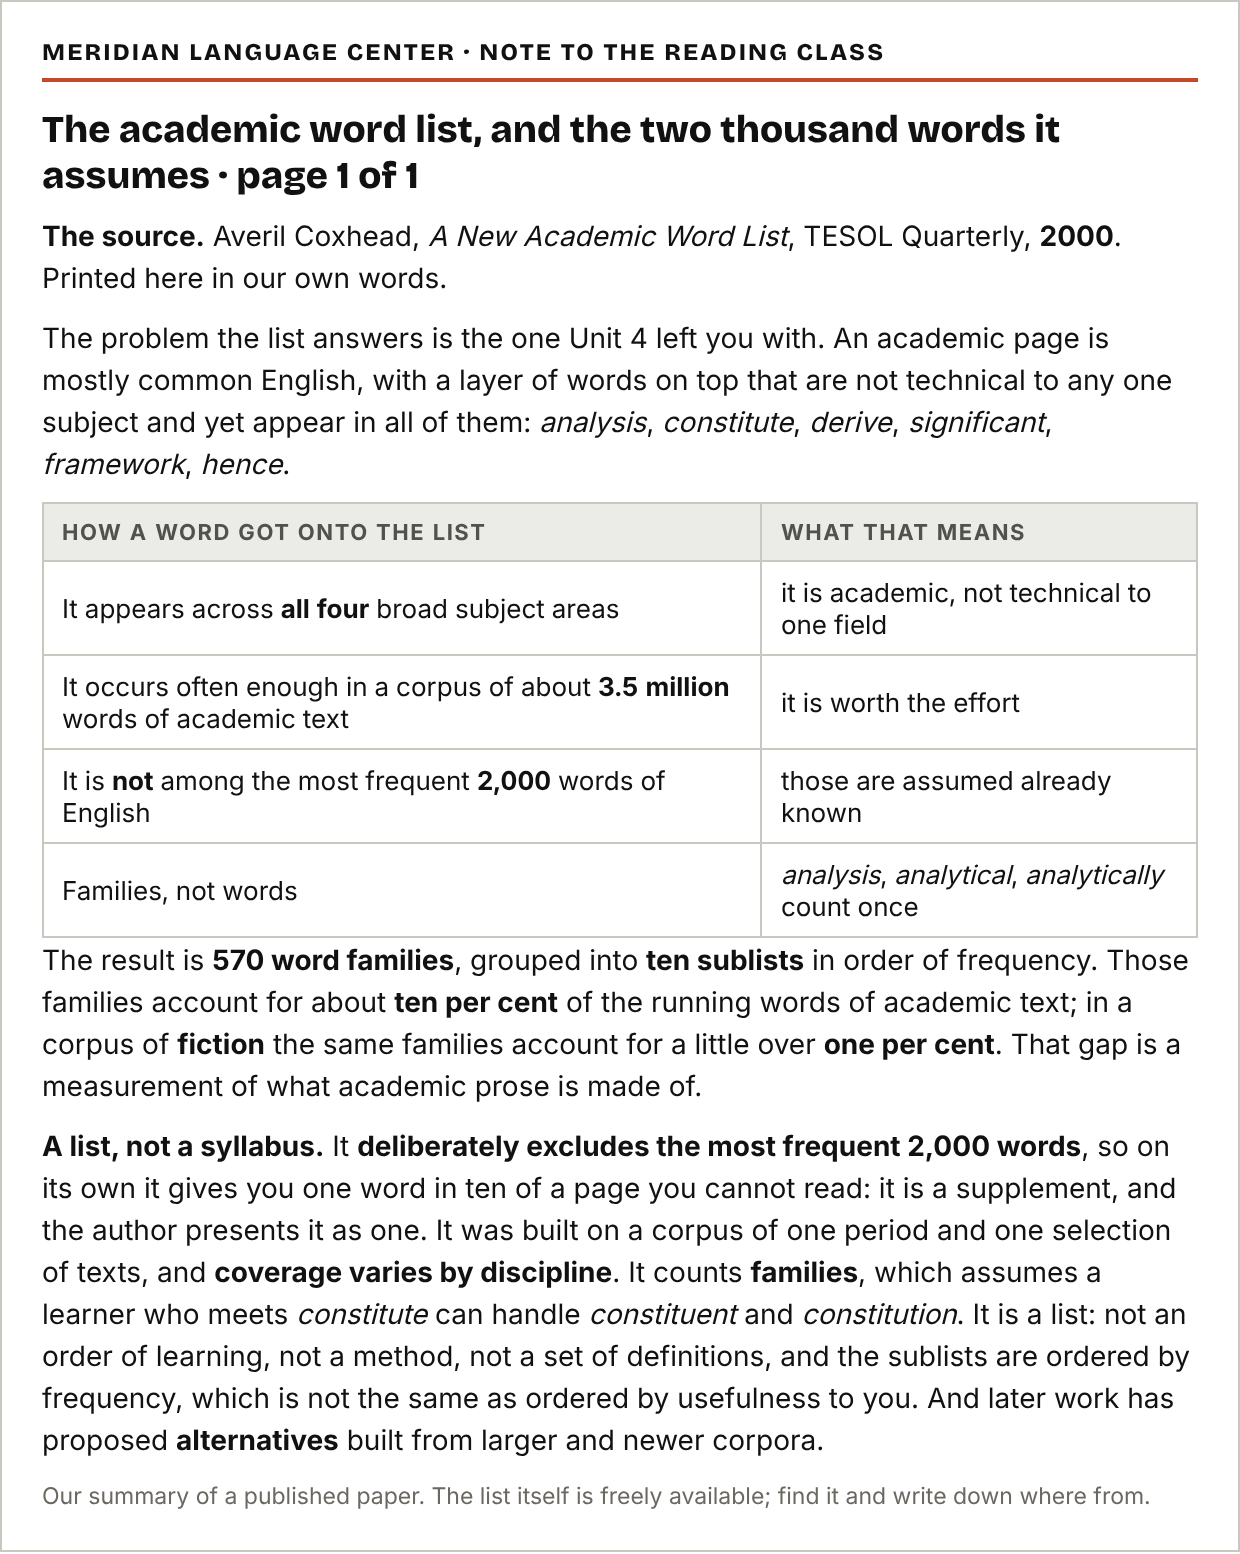 MERIDIAN LANGUAGE CENTER · NOTE TO THE READING CLASS
The academic word list, and the two thousand words it
assumes · page 1 of 1
The source. Averil Coxhead, A New Academic Word List, TESOL Quarterly, 2000.
Printed here in our own words.
The problem the list answers is the one Unit 4 left you with. An academic page is
mostly common English, with a layer of words on top that are not technical to any one
subject and yet appear in all of them: analysis, constitute, derive, significant,
framework, hence.
HOW A WORD GOT ONTO THE LIST
WHAT THAT MEANS
It appears across all four broad subject areas
it is academic, not technical to
one field
It occurs often enough in a corpus of about 3.5 million
words of academic text
it is worth the effort
It is not among the most frequent 2,000 words of
English
those are assumed already
known
Families, not words
analysis, analytical, analytically
count once
The result is 570 word families, grouped into ten sublists in order of frequency. Those
families account for about ten per cent of the running words of academic text; in a
corpus of fiction the same families account for a little over one per cent. That gap is a
measurement of what academic prose is made of.
A list, not a syllabus. It deliberately excludes the most frequent 2,000 words, so on
its own it gives you one word in ten of a page you cannot read: it is a supplement, and
the author presents it as one. It was built on a corpus of one period and one selection
of texts, and coverage varies by discipline. It counts families, which assumes a
learner who meets constitute can handle constituent and constitution. It is a list: not an
order of learning, not a method, not a set of definitions, and the sublists are ordered by
frequency, which is not the same as ordered by usefulness to you. And later work has
proposed alternatives built from larger and newer corpora.
Our summary of a published paper. The list itself is freely available; find it and write down where from.